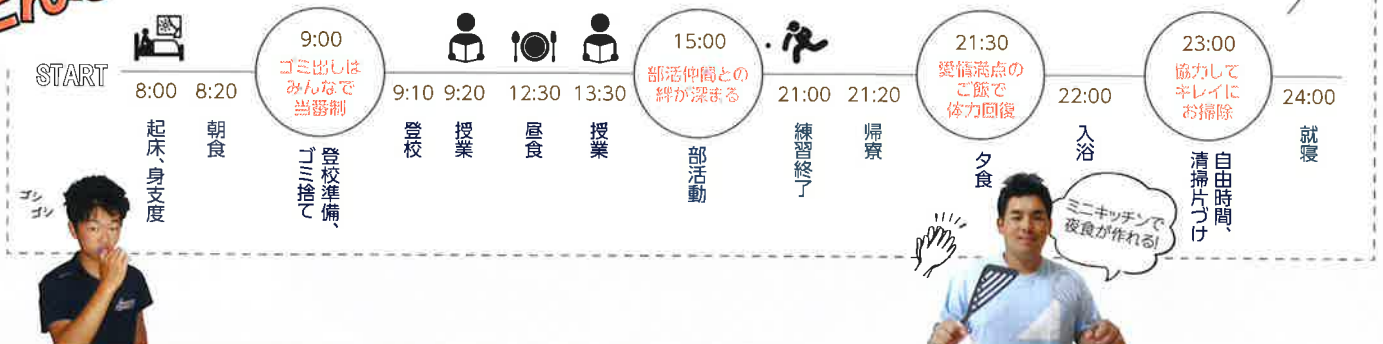 START
8:00
起床、身支度
8:20
朝食
9:00
ゴミ出しは
みんなで
当番制
登校準備、
ゴミ捨て
9:10
登校
9:20
授業
12:30
昼食
13:30
授業
15:00
部活仲間との
絆が深まる
部活動
21:00
練習終了
21:20
帰寮
21:30
愛情満点の
ご飯で
体力回復
夕食
22:00
入浴
23:00
協力して
キレイに
お掃除
自由時間、
清掃片づけ
24:00
就寝
ゴシ
ゴシ
ミニキッチンで
夜食が作れる!